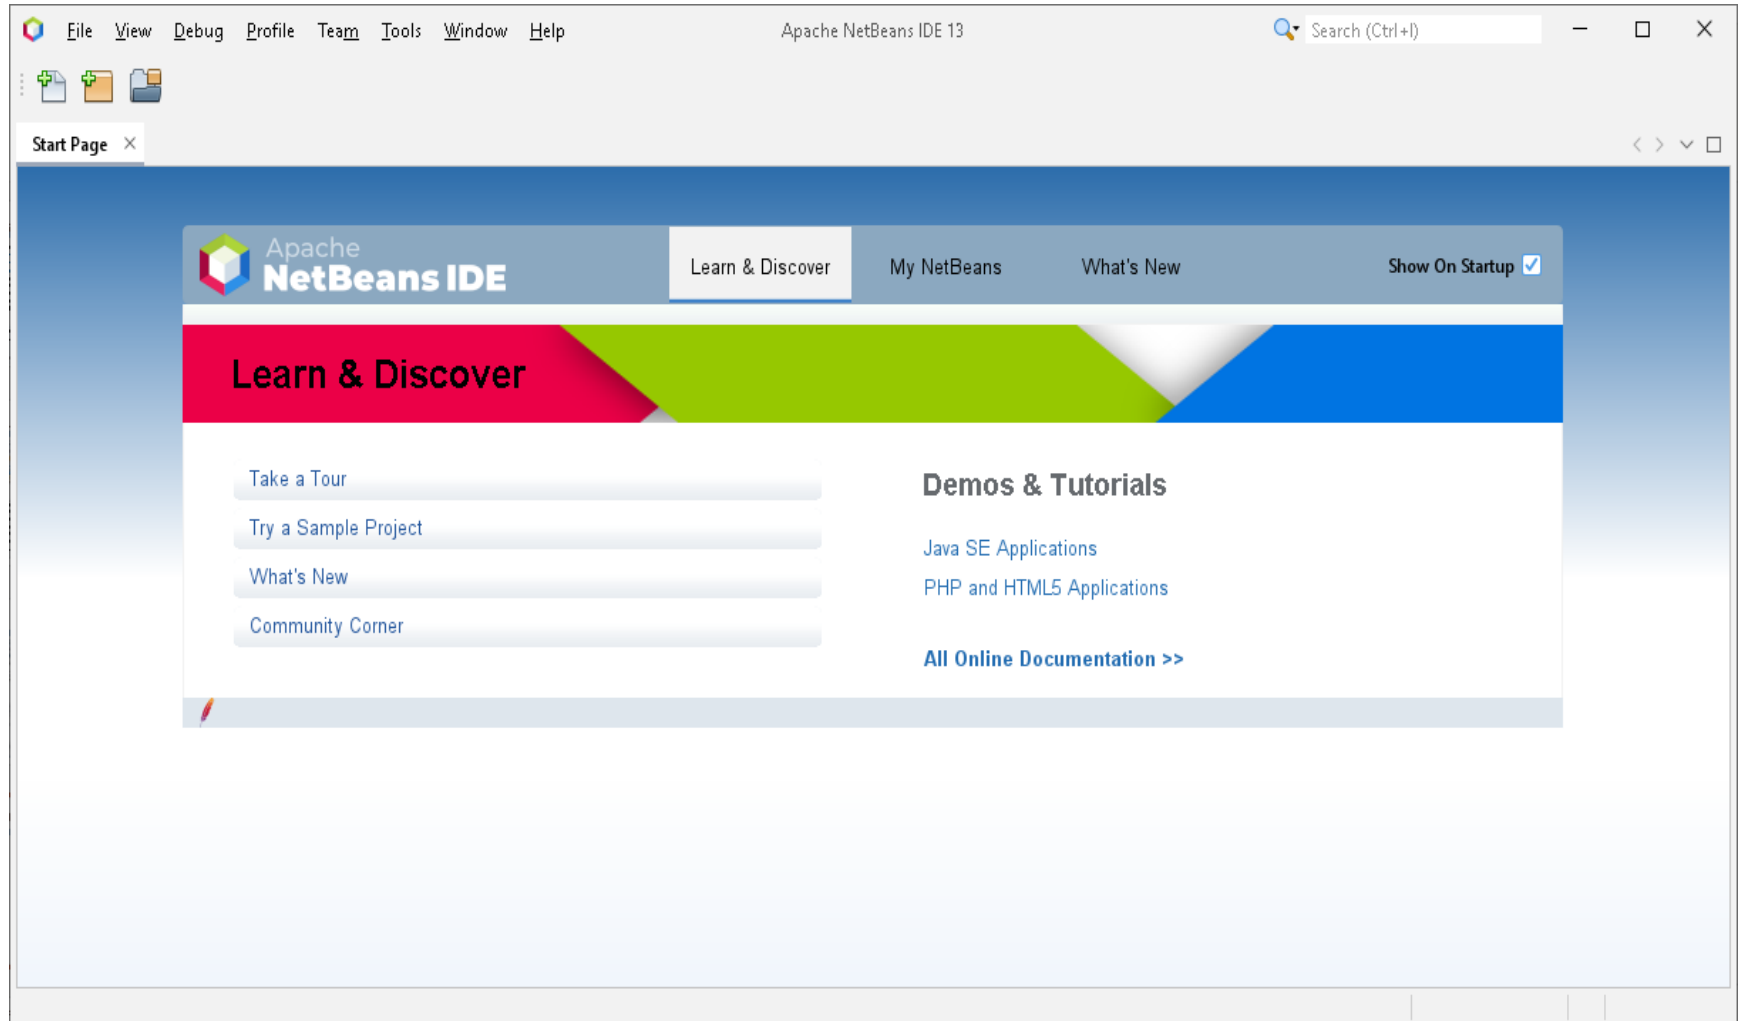 File View Debug Profile Team Tools Window Help Apache NetBeans IDE 13 Search (Ctrl+I)
Start Page
Apache
NetBeans IDE
Learn & Discover My NetBeans What's New Show On Startup
Learn & Discover
Take a Tour
Try a Sample Project
What's New
Community Corner
Demos & Tutorials
Java SE Applications
PHP and HTML5 Applications
All Online Documentation >>